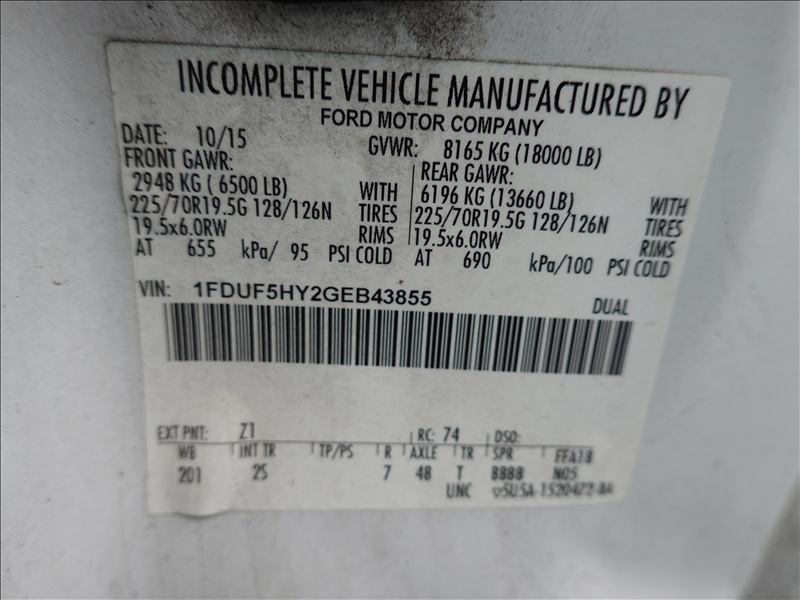 INCOMPLETE VEHICLE MANUFACTURED BY
FORD MOTOR COMPANY
DATE: 10/15 GVWR: 8165 KG (18000 LB)
FRONT GAWR: REAR GAWR:
2948 KG ( 6500 LB) WITH 6196 KG (13660 LB) WITH
225/70R19.5G 128/126N TIRES 225/70R19.5G 128/126N TIRES
19.5x6.0RW RIMS 19.5x6.0RW RIMS
AT 655 kPa/ 95 PSI COLD AT 690 kPa/100 PSI COLD
VIN: 1FDUF5HY2GEB43855 DUAL
EXT PNT: Z1 RC: 74 DSO:
WB INT TR TP/PS R AXLE TR SPR FFA18
201 2S 7 48 T 8888 N05
UNC